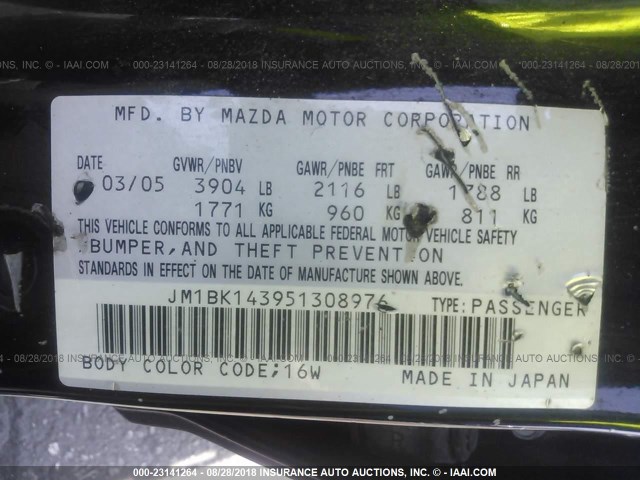 INC. - IAAI.COM 000-23141264 / 08/28/2018 INSURANCE AUTO AUCTIONS, INC. - IAAI.COM 000-23141264 / 08/28/2018 INSURANCE
MFD. BY MAZDA MOTOR CORPORATION
DATE GVWR/PNBV GAWR/PNBE FRT GAWR/PNBE RR
03/05 3904 LB 2116 LB 1788 LB
1771 KG 960 KG 811 KG
THIS VEHICLE CONFORMS TO ALL APPLICABLE FEDERAL MOTOR VEHICLE SAFETY
BUMPER, AND THEFT PREVENTION
STANDARDS IN EFFECT ON THE DATE OF MANUFACTURE SHOWN ABOVE.
JM1BK143951308976 TYPE: PASSENGER
BODY COLOR CODE;16W MADE IN JAPAN
000-23141264 / 08/28/2018 INSURANCE AUTO AUCTIONS, INC. - IAAI.COM